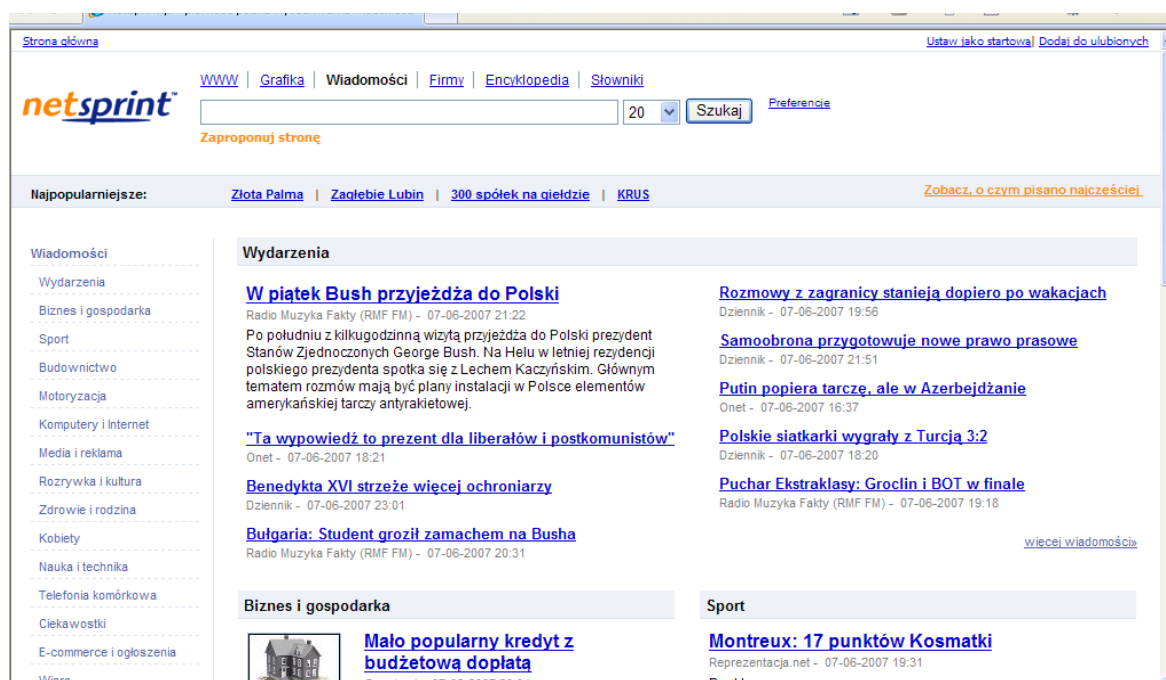 Strona główna
Ustaw jako startową| Dodaj do ulubionych
WWW | Grafika | Wiadomości | Firmy | Encyklopedia | Słowniki
netsprint™
20
Szukaj
Preferencje
Zaproponuj stronę
Najpopularniejsze:
Złota Palma | Zagłebie Lubin | 300 spółek na giełdzie | KRUS
Zobacz, o czym pisano najczęściej
Wiadomości
Wydarzenia
Biznes i gospodarka
Sport
Budownictwo
Motoryzacja
Komputery i Internet
Media i reklama
Rozrywka i kultura
Zdrowie i rodzina
Kobiety
Nauka i technika
Telefonia komórkowa
Ciekawostki
E-commerce i ogłoszenia
Wydarzenia
W piątek Bush przyjeżdża do Polski
Radio Muzyka Fakty (RMF FM) - 07-06-2007 21:22
Po południu z kilkugodzinną wizytą przyjeżdża do Polski prezydent
Stanów Zjednoczonych George Bush. Na Helu w letniej rezydencji
polskiego prezydenta spotka się z Lechem Kaczyńskim. Głównym
tematem rozmów mają być plany instalacji w Polsce elementów
amerykańskiej tarczy antyrakietowej.
"Ta wypowiedź to prezent dla liberałów i postkomunistów"
Onet - 07-06-2007 18:21
Benedykta XVI strzeże więcej ochroniarzy
Dziennik - 07-06-2007 23:01
Bułgaria: Student groził zamachem na Busha
Radio Muzyka Fakty (RMF FM) - 07-06-2007 20:31
Rozmowy z zagranicy stanieją dopiero po wakacjach
Dziennik - 07-06-2007 19:56
Samoobrona przygotowuje nowe prawo prasowe
Dziennik - 07-06-2007 21:51
Putin popiera tarczę, ale w Azerbejdżanie
Onet - 07-06-2007 16:37
Polskie siatkarki wygrały z Turcją 3:2
Dziennik - 07-06-2007 18:20
Puchar Ekstraklasy: Groclin i BOT w finale
Radio Muzyka Fakty (RMF FM) - 07-06-2007 19:18
więcej wiadomości»
Biznes i gospodarka
Mało popularny kredyt z
budżetową dopłatą
Sport
Montreux: 17 punktów Kosmatki
Reprezentacja.net - 07-06-2007 19:31